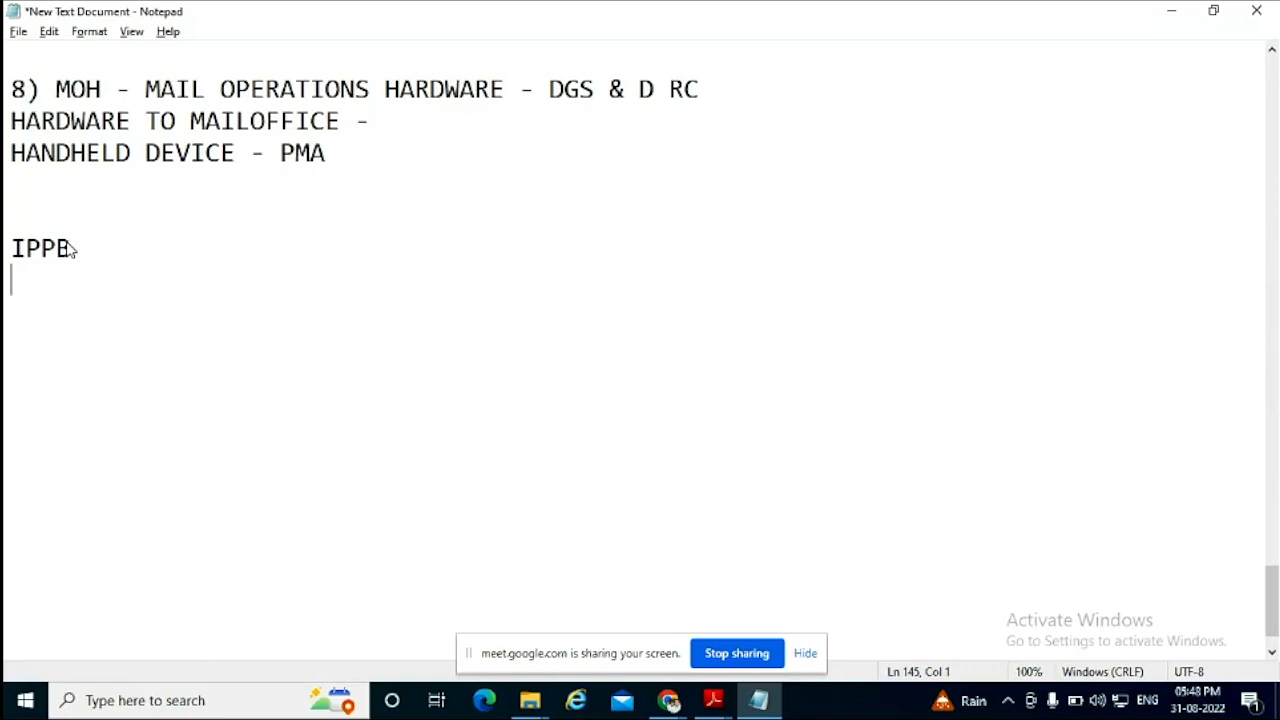 *New Text Document - Notepad
File Edit Format View Help
8) MOH - MAIL OPERATIONS HARDWARE - DGS & D RC
HARDWARE TO MAILOFFICE -
HANDHELD DEVICE - PMA
IPPB
Activate Windows
Go to Settings to activate Windows.
meet.google.com is sharing your screen. Stop sharing Hide
Ln 145, Col 1 100% Windows (CRLF) UTF-8
Type here to search Rain ENG 05:48 PM
31-08-2022 1